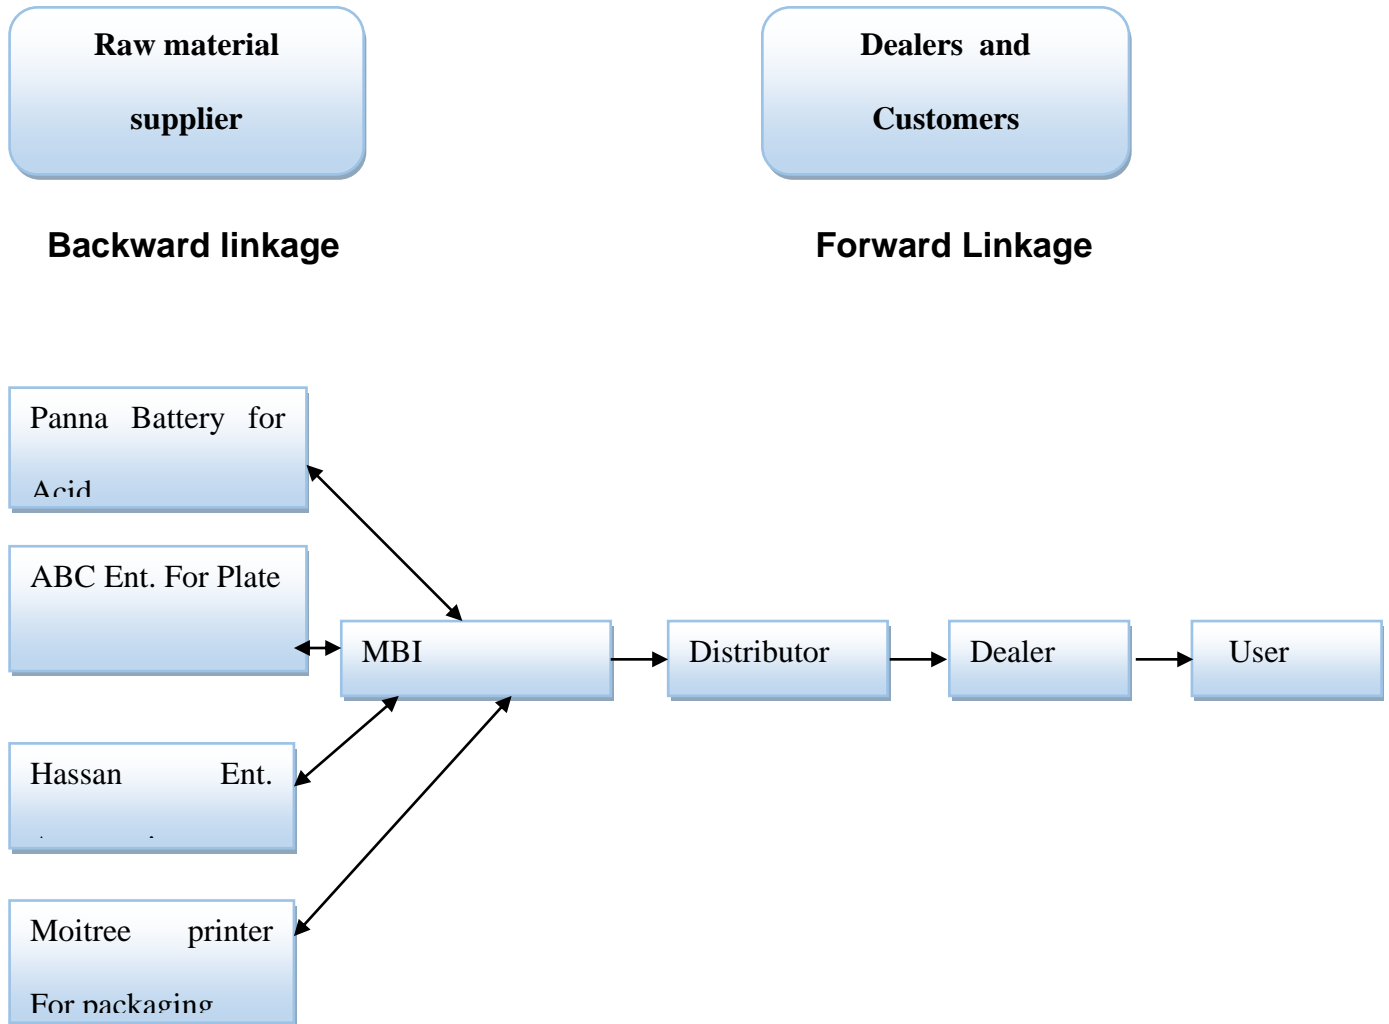 Raw material
supplier
Dealers and
Customers
Backward linkage
Forward Linkage
Panna Battery for
Acid
ABC Ent. For Plate
MBI
Distributor
Dealer
User
Hassan Ent.
Moitree printer
For packaging